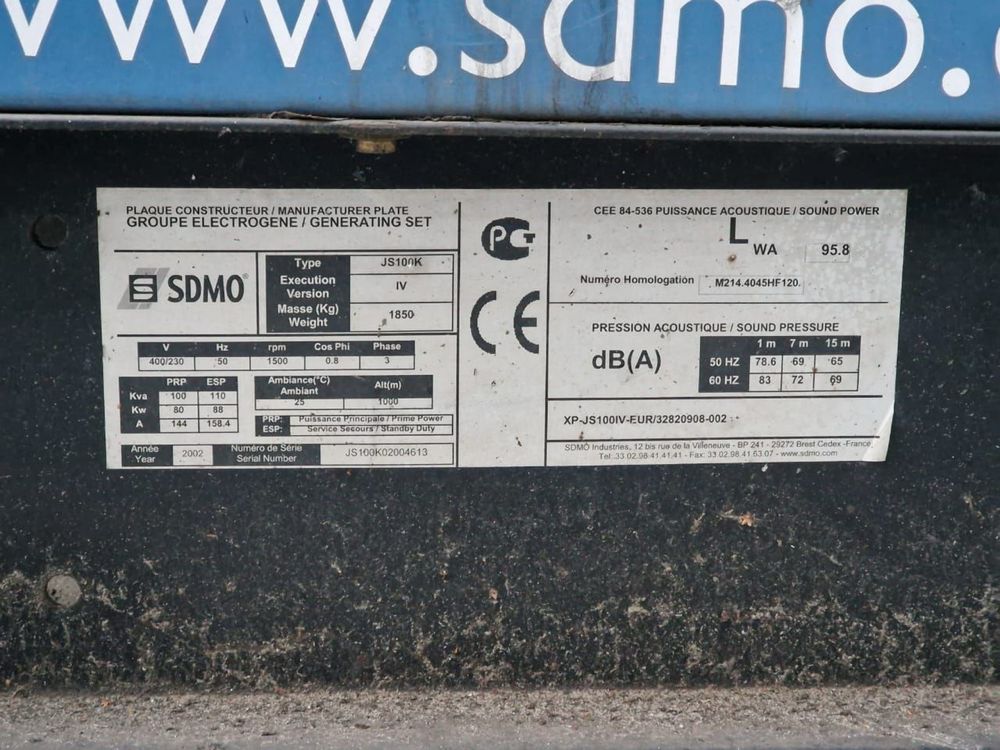 www.sdmo.
PLAQUE CONSTRUCTEUR / MANUFACTURER PLATE
GROUPE ELECTROGENE / GENERATING SET
SDMO®
Type JS100K
Execution Version IV
Masse (Kg) Weight 1850
V Hz rpm Cos Phi Phase
400/230 50 1500 0.8 3
PRP ESP
Kva 100 110
Kw 80 88
A 144 158.4
Ambiance(°C) Ambiant Alt(m)
25 1000
PRP: Puissance Principale / Prime Power
ESP: Service Secours / Standby Duty
Année Year 2002 Numéro de Série Serial Number JS100K02004613
PG
CE
CEE 84-536 PUISSANCE ACOUSTIQUE / SOUND POWER
L WA 95.8
Numéro Homologation M214.4045HF120.
PRESSION ACOUSTIQUE / SOUND PRESSURE
dB(A)
1 m 7 m 15 m
50 HZ 78.6 69 65
60 HZ 83 72 69
XP-JS100IV-EUR/32820908-002
SDMO Industries, 12 bis rue de la Villeneuve - BP 241 - 29272 Brest Cedex -France
Tel :33.02.98.41.41.41 - Fax: 33.02.98.41.63.07 - www.sdmo.com